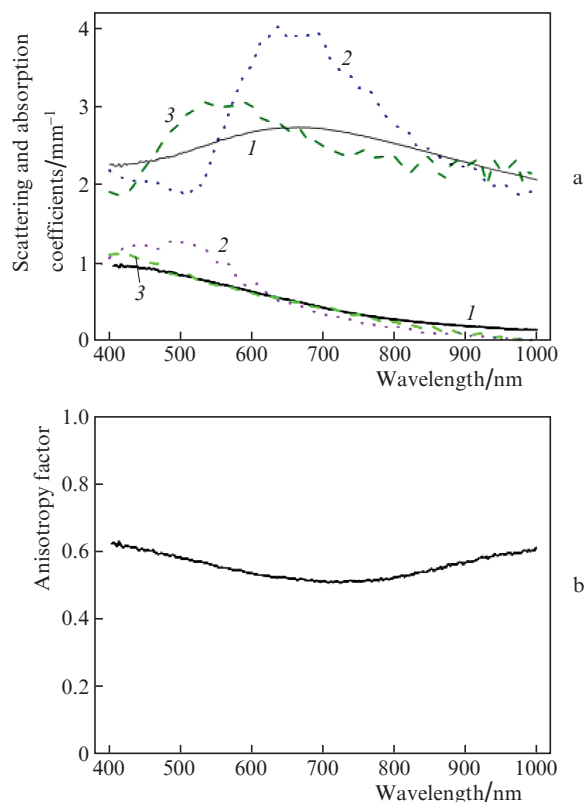 Scattering and absorption
coefficients/mm⁻¹
4
3
2
1
0
3
2
1
2
3
1
400 500 600 700 800 900 1000
Wavelength/nm
a
Anisotropy factor
1.0
0.8
0.6
0.4
0.2
0
400 500 600 700 800 900 1000
Wavelength/nm
b